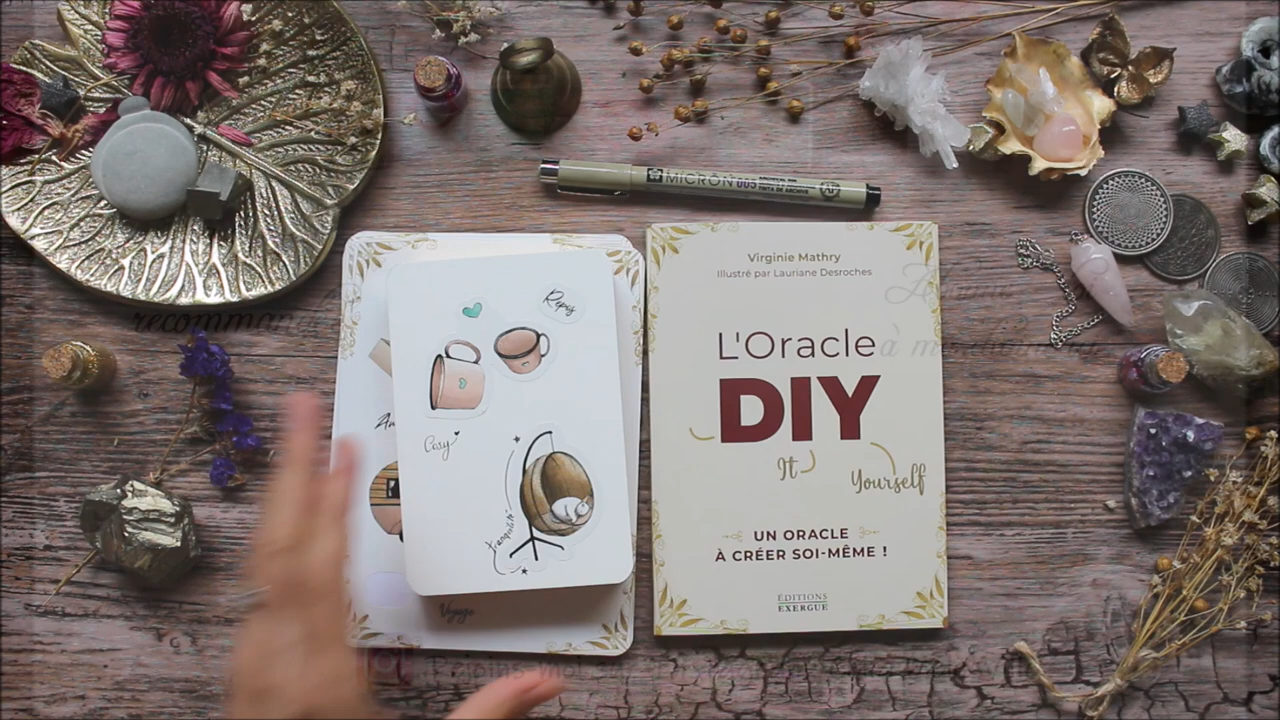 MICRON 005
Virginie Mathry
Illustré par Lauriane Desroches
L'Oracle
DIY
It Yourself
UN ORACLE
À CRÉER SOI-MÊME !
ÉDITIONS
EXERGUE
Repos
Cosy
tranquillité
Voyage